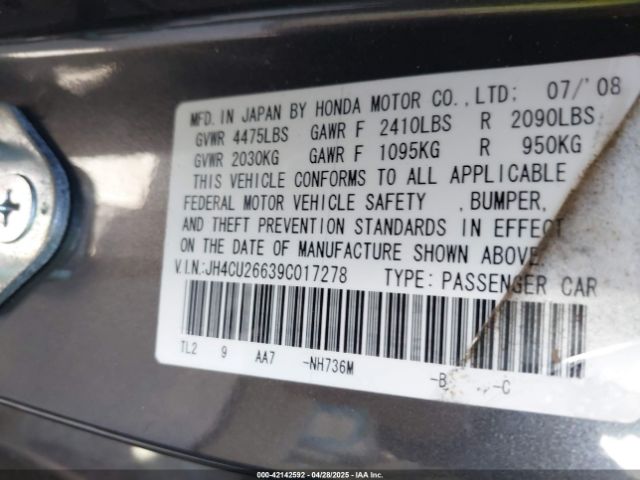 MFD. IN JAPAN BY HONDA MOTOR CO.,LTD; 07/'08
GVWR 4475LBS GAWR F 2410LBS R 2090LBS
GVWR 2030KG GAWR F 1095KG R 950KG
THIS VEHICLE CONFORMS TO ALL APPLICABLE
FEDERAL MOTOR VEHICLE SAFETY ,BUMPER,
AND THEFT PREVENTION STANDARDS IN EFFECT
ON THE DATE OF MANUFACTURE SHOWN ABOVE.
V.I.N.:JH4CU26639C017278 TYPE: PASSENGER CAR
TL2 9 AA7 -NH736M -B -C
000-42142592 - 04/28/2025 - IAA Inc.